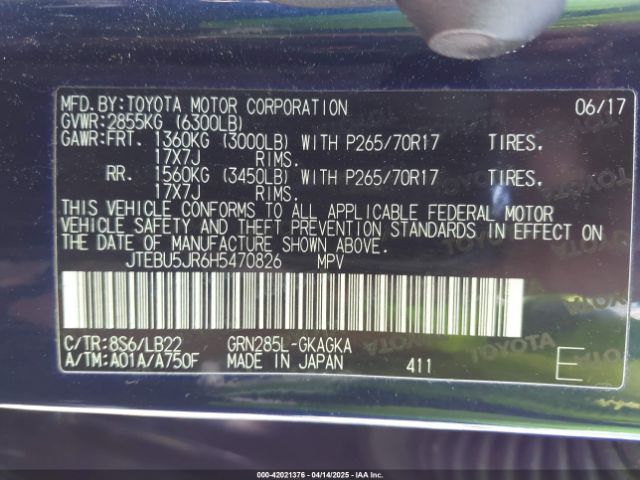 MFD.BY:TOYOTA MOTOR CORPORATION 06/17
GVWR:2855KG (6300LB)
GAWR:FRT. 1360KG (3000LB) WITH P265/70R17 TIRES,
17X7J RIMS.
RR. 1560KG (3450LB) WITH P265/70R17 TIRES,
17X7J RIMS.
THIS VEHICLE CONFORMS TO ALL APPLICABLE FEDERAL MOTOR
VEHICLE SAFETY AND THEFT PREVENTION STANDARDS IN EFFECT ON
THE DATE OF MANUFACTURE SHOWN ABOVE.
JTEBU5JR6H5470826 MPV
C/TR:8S6/LB22 GRN285L-GKAGKA
A/TM:A01A/A750F MADE IN JAPAN 411 E
000-42021376 - 04/14/2025 - IAA Inc.